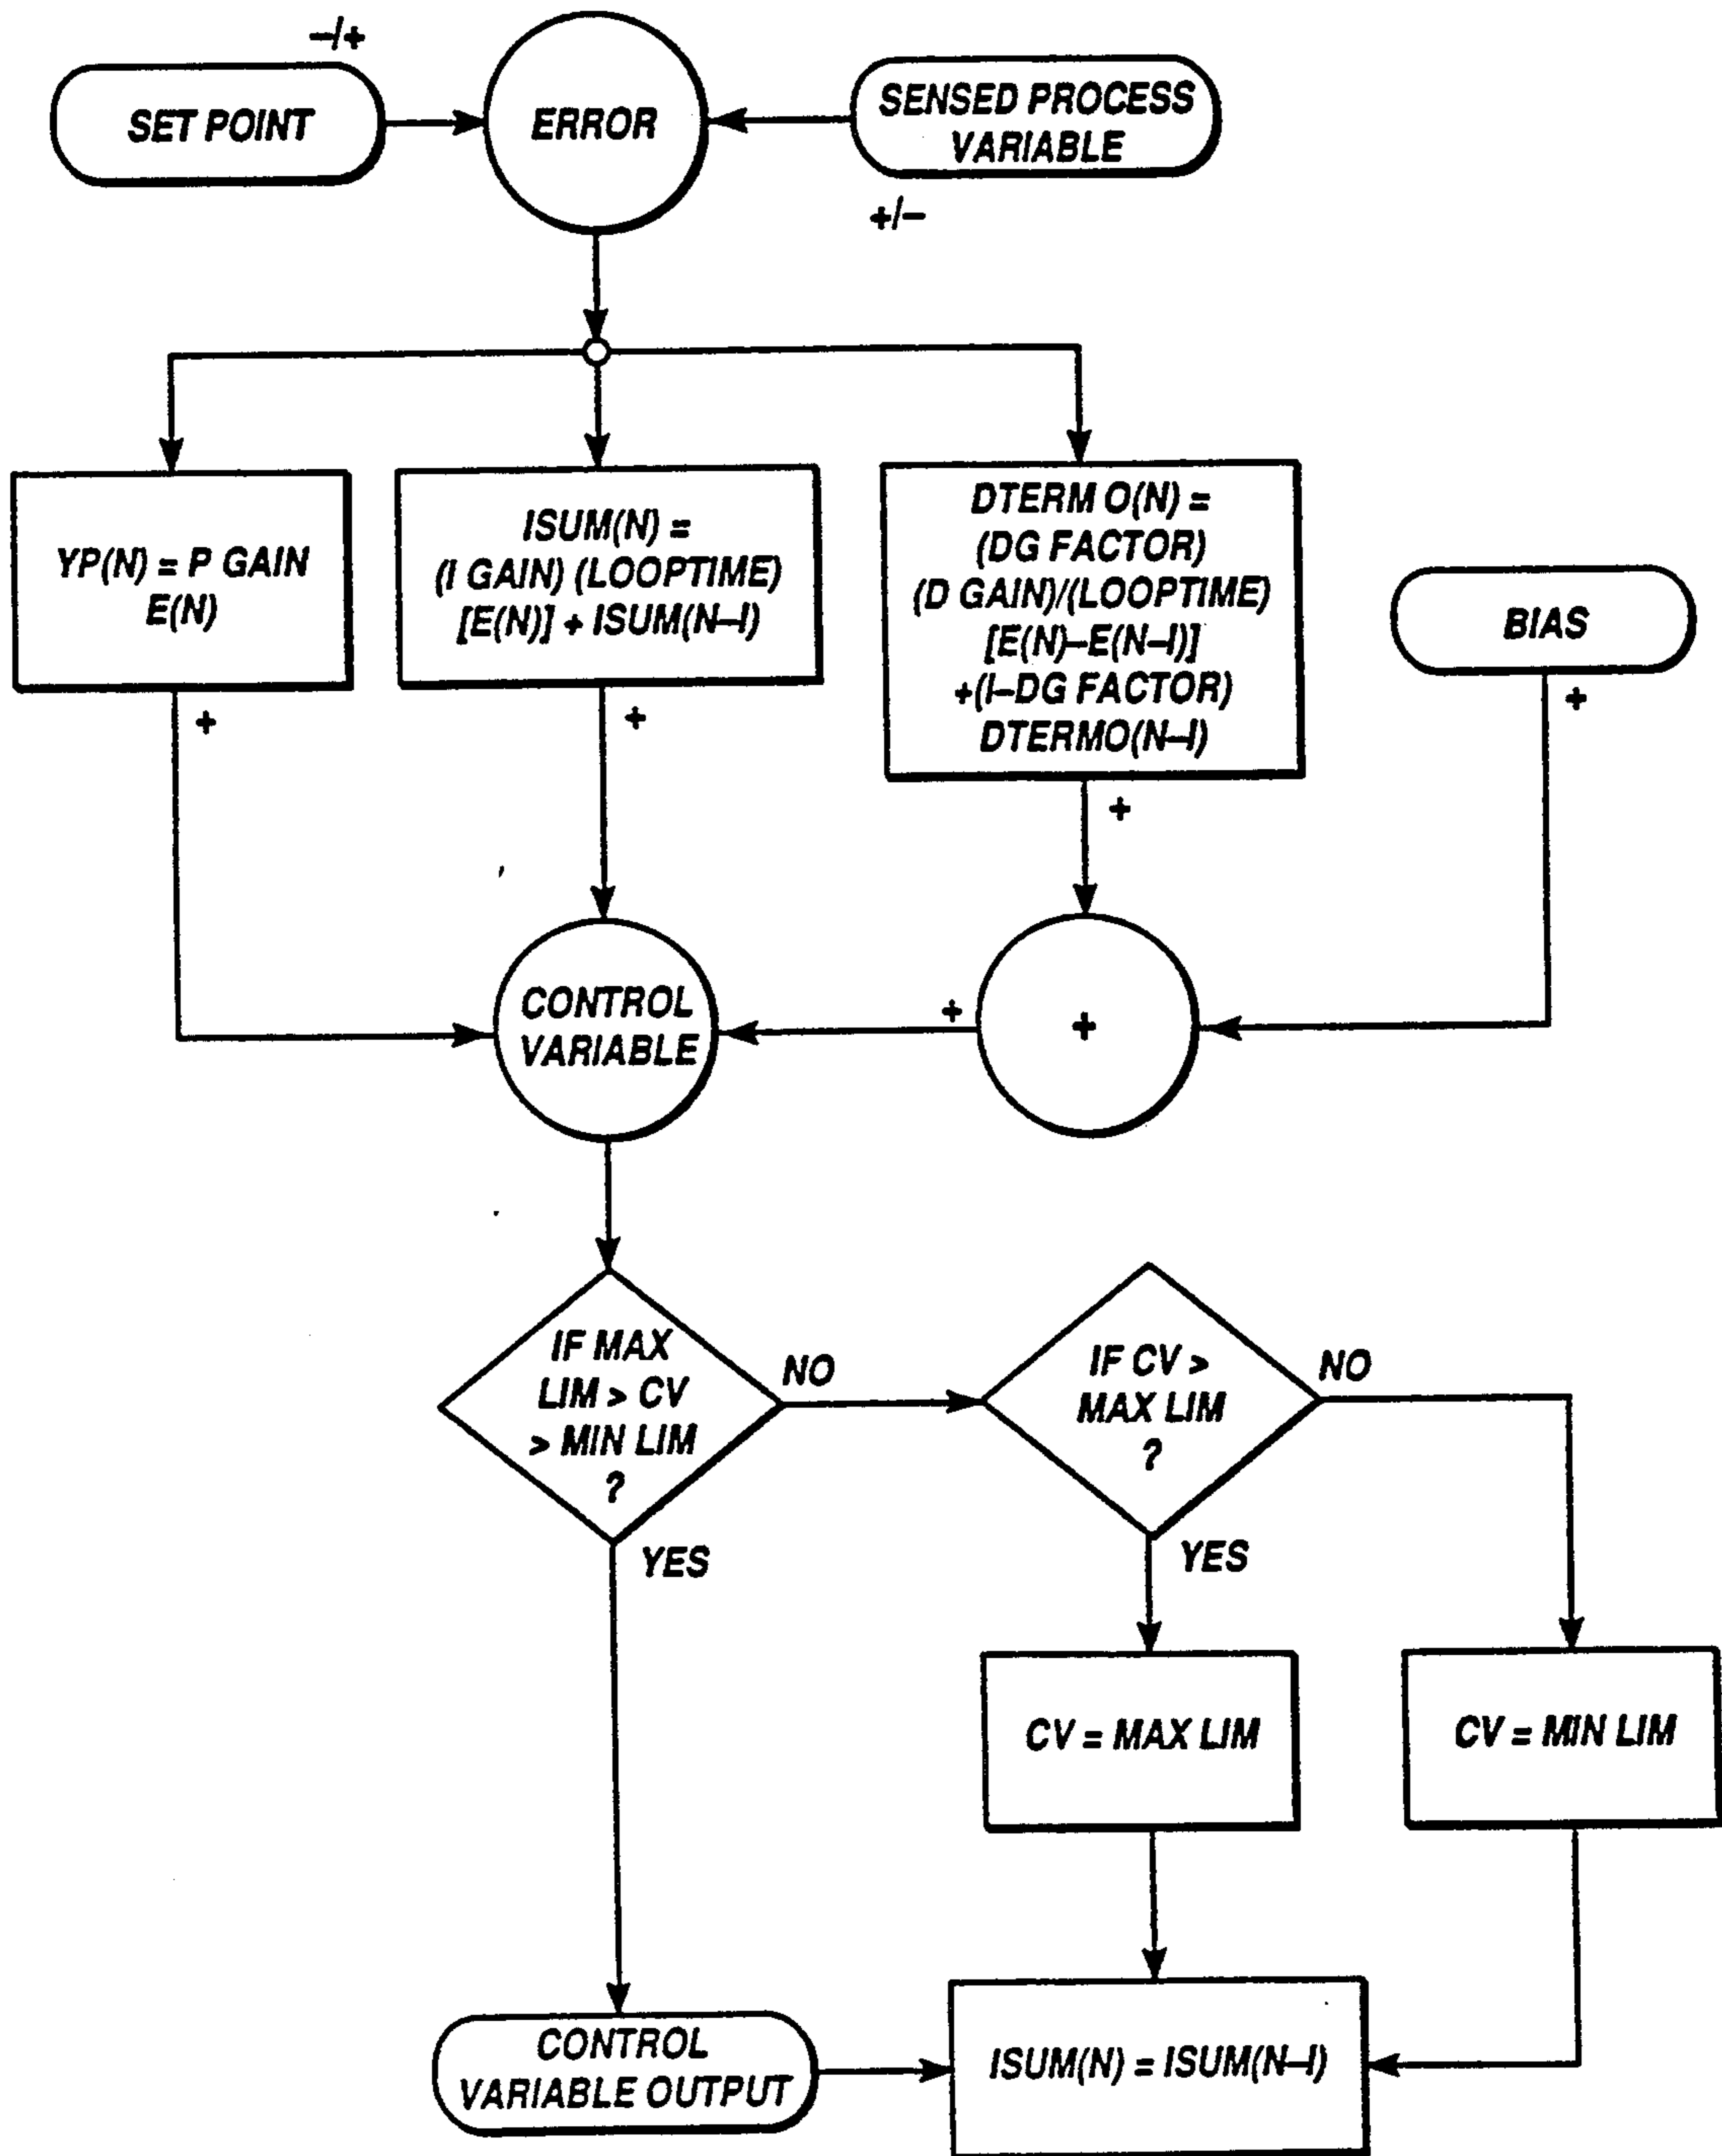 –/+
SET POINT
ERROR
SENSED PROCESS
VARIABLE
+/–
YP(N) = P GAIN
E(N)
+
ISUM(N) =
(I GAIN) (LOOPTIME)
[E(N)] + ISUM(N–I)
+
DTERM O(N) =
(DG FACTOR)
(D GAIN)/(LOOPTIME)
[E(N)–E(N–I)]
+(I–DG FACTOR)
DTERMO(N–I)
+
BIAS
+
CONTROL
VARIABLE
+
+
IF MAX
LIM > CV
> MIN LIM
?
NO
YES
IF CV >
MAX LIM
?
NO
YES
CV = MAX LIM
CV = MIN LIM
CONTROL
VARIABLE OUTPUT
ISUM(N) = ISUM(N–I)